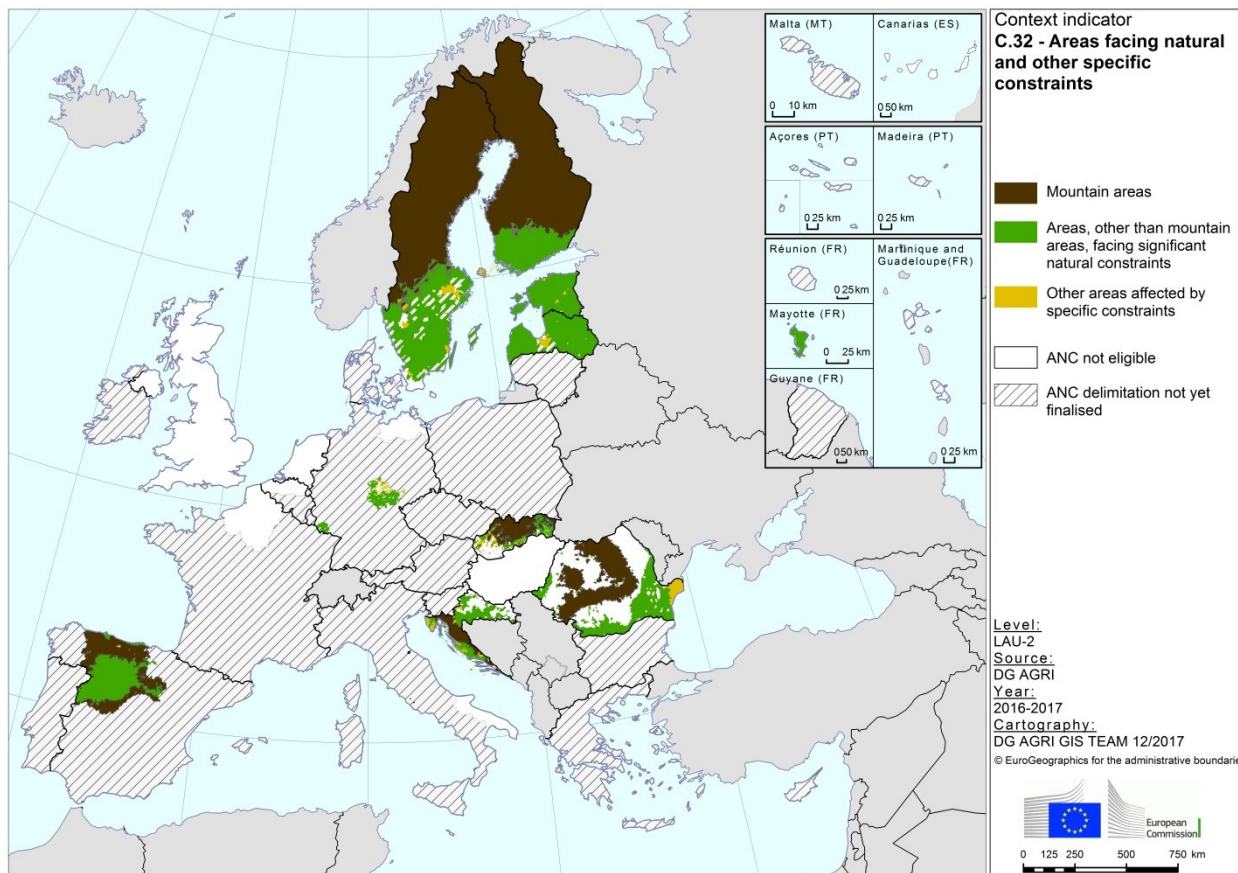 Malta (MT)
0 10 km
Canarias (ES)
0 50 km
Açores (PT)
0 25 km
Madeira (PT)
0 25 km
Réunion (FR)
0 25 km
Martinique and
Guadeloupe(FR)
0 25 km
Mayotte (FR)
0 25 km
Guyane (FR)
0 50 km
Context indicator
C.32 - Areas facing natural
and other specific
constraints
Mountain areas
Areas, other than mountain
areas, facing significant
natural constraints
Other areas affected by
specific constraints
ANC not eligible
ANC delimitation not yet
finalised
Level:
LAU-2
Source:
DG AGRI
Year:
2016-2017
Cartography:
DG AGRI GIS TEAM 12/2017
© EuroGeographics for the administrative boundarie
European
Commission
0 125 250 500 750 km